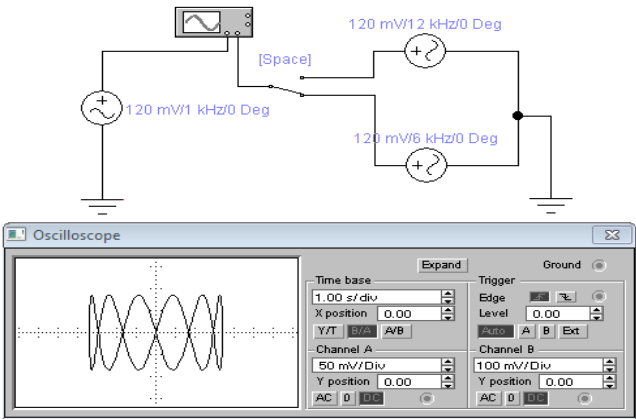 120 mV/12 kHz/0 Deg
[Space]
120 mV/1 kHz/0 Deg
120 mV/6 kHz/0 Deg
Oscilloscope
Expand
Ground
Time base
1.00 s/div
X position 0.00
Y/T B/A A/B
Trigger
Edge
Level 0.00
Auto A B Ext
Channel A
50 mV/Div
Y position 0.00
AC 0 DC
Channel B
100 mV/Div
Y position 0.00
AC 0 DC